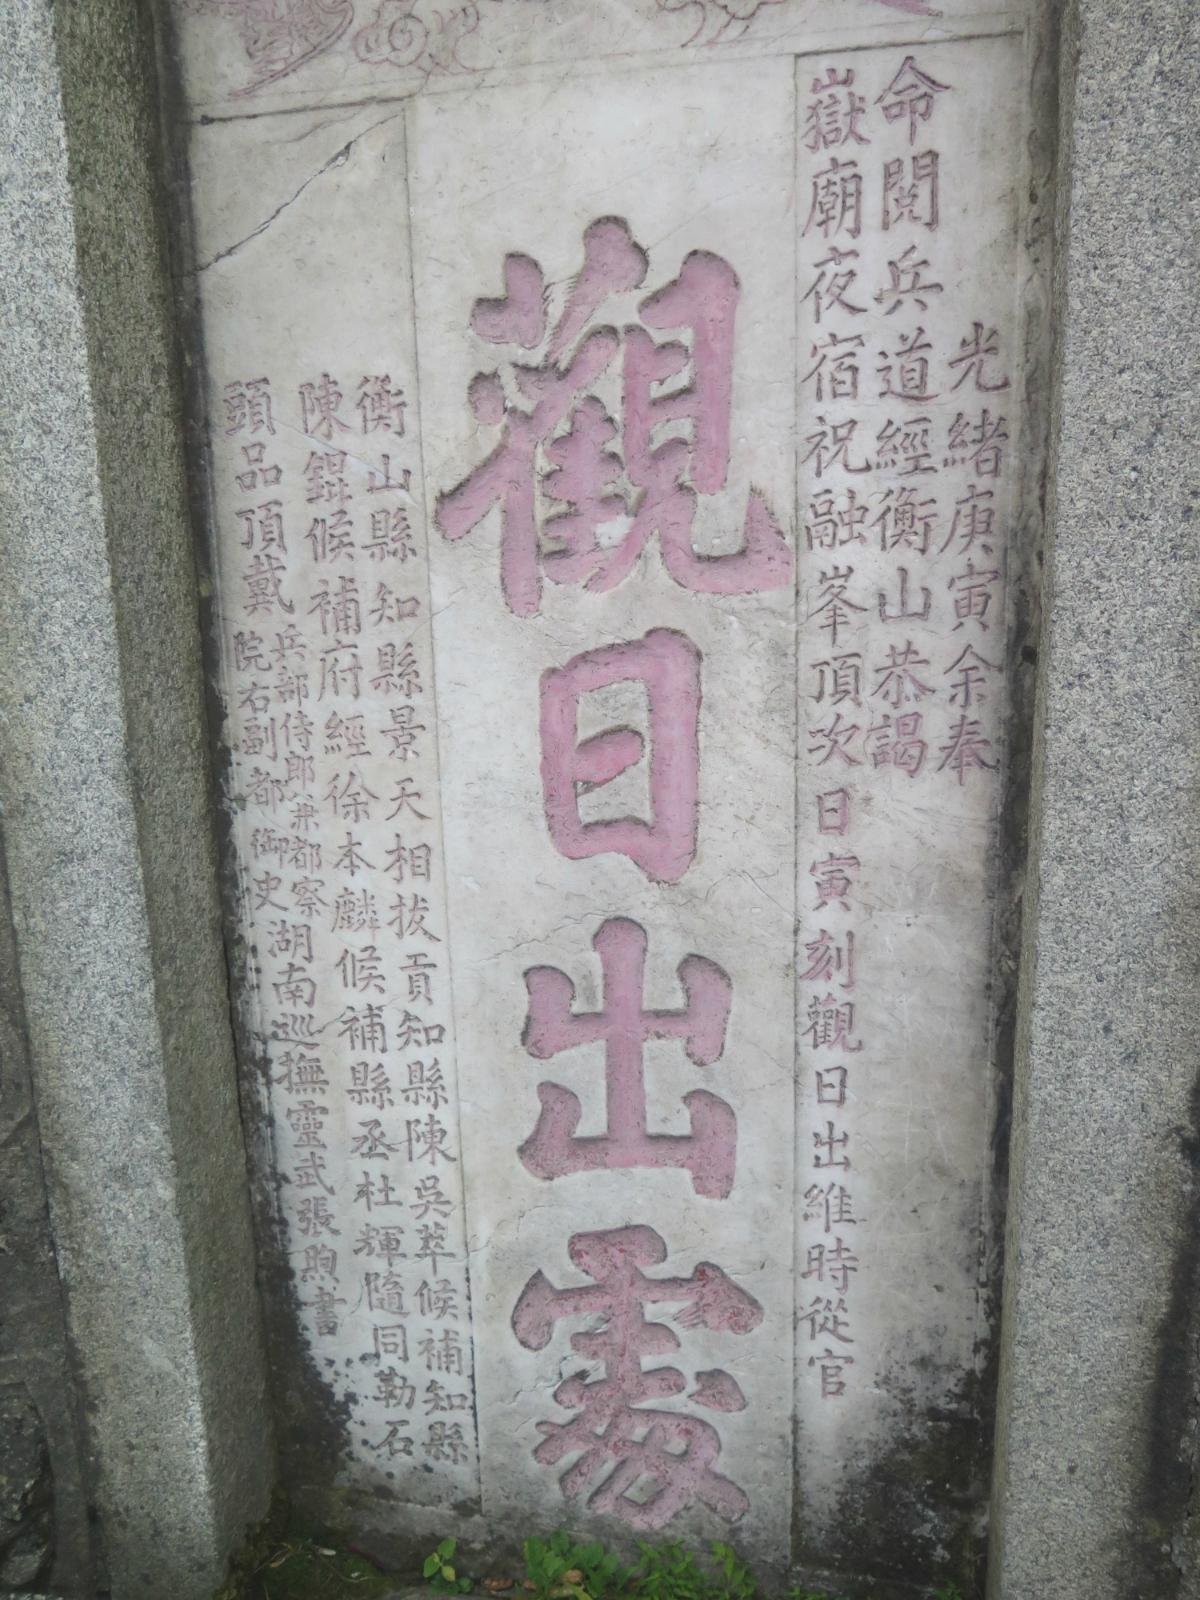 光緒庚寅余奉
命閱兵道經衡山恭謁
嶽廟夜宿祝融峯頂次日寅刻觀日出維時從官
觀日出處
衡山縣知縣景天相拔貢知縣陳吳萃候補知縣
陳錕候補府經徐本麟候補縣丞杜輝隨同勒石
頭品頂戴兵部侍郎兼都察院右副都御史湖南巡撫靈武張煦書